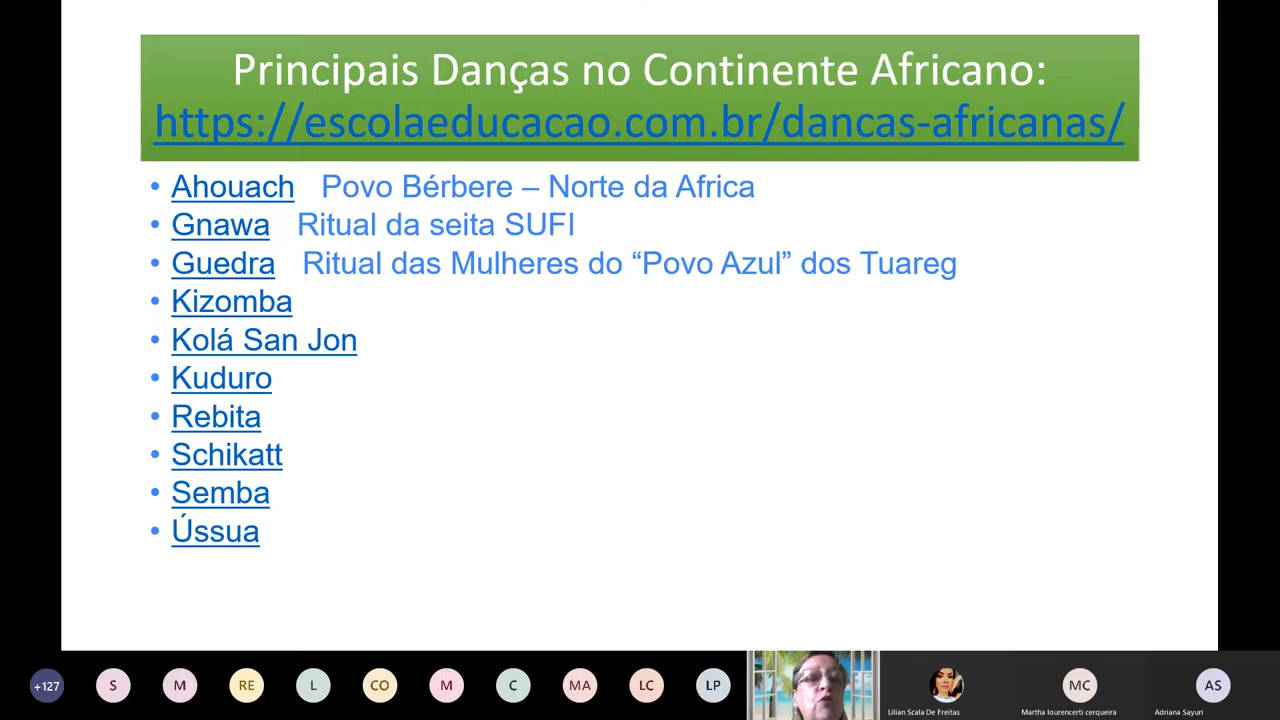 Principais Danças no Continente Africano:
https://escolaeducacao.com.br/dancas-africanas/
• Ahouach Povo Bérbere – Norte da Africa
• Gnawa Ritual da seita SUFI
• Guedra Ritual das Mulheres do “Povo Azul” dos Tuareg
• Kizomba
• Kolá San Jon
• Kuduro
• Rebita
• Schikatt
• Semba
• Ússua
+127 S M RE L CO M C MA LC LP MC AS
Lilian Scala De Freitas Martha lourencerti cerqueira Adriana Sayuri